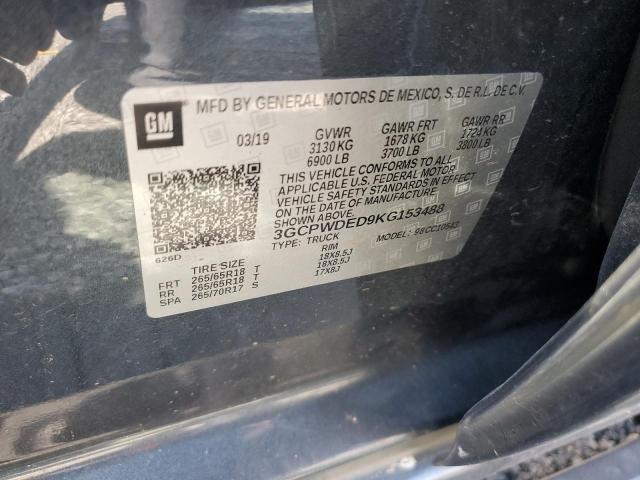 GM
MFD BY GENERAL MOTORS DE MEXICO, S. DE R.L. DE C.V.
03/19 GVWR GAWR FRT GAWR RR
3130 KG 1678 KG 1724 KG
6900 LB 3700 LB 3800 LB
THIS VEHICLE CONFORMS TO ALL
APPLICABLE U.S. FEDERAL MOTOR
VEHICLE SAFETY STANDARDS IN EFFECT
ON THE DATE OF MANUFACTURE
SHOWN ABOVE.
3GCPWDED9KG153488
TYPE: TRUCK MODEL:
626D
TIRE SIZE RIM
FRT 265/65R18 T 18X8.5J
RR 265/65R18 T 18X8.5J
SPA 265/70R17 S 17X8J